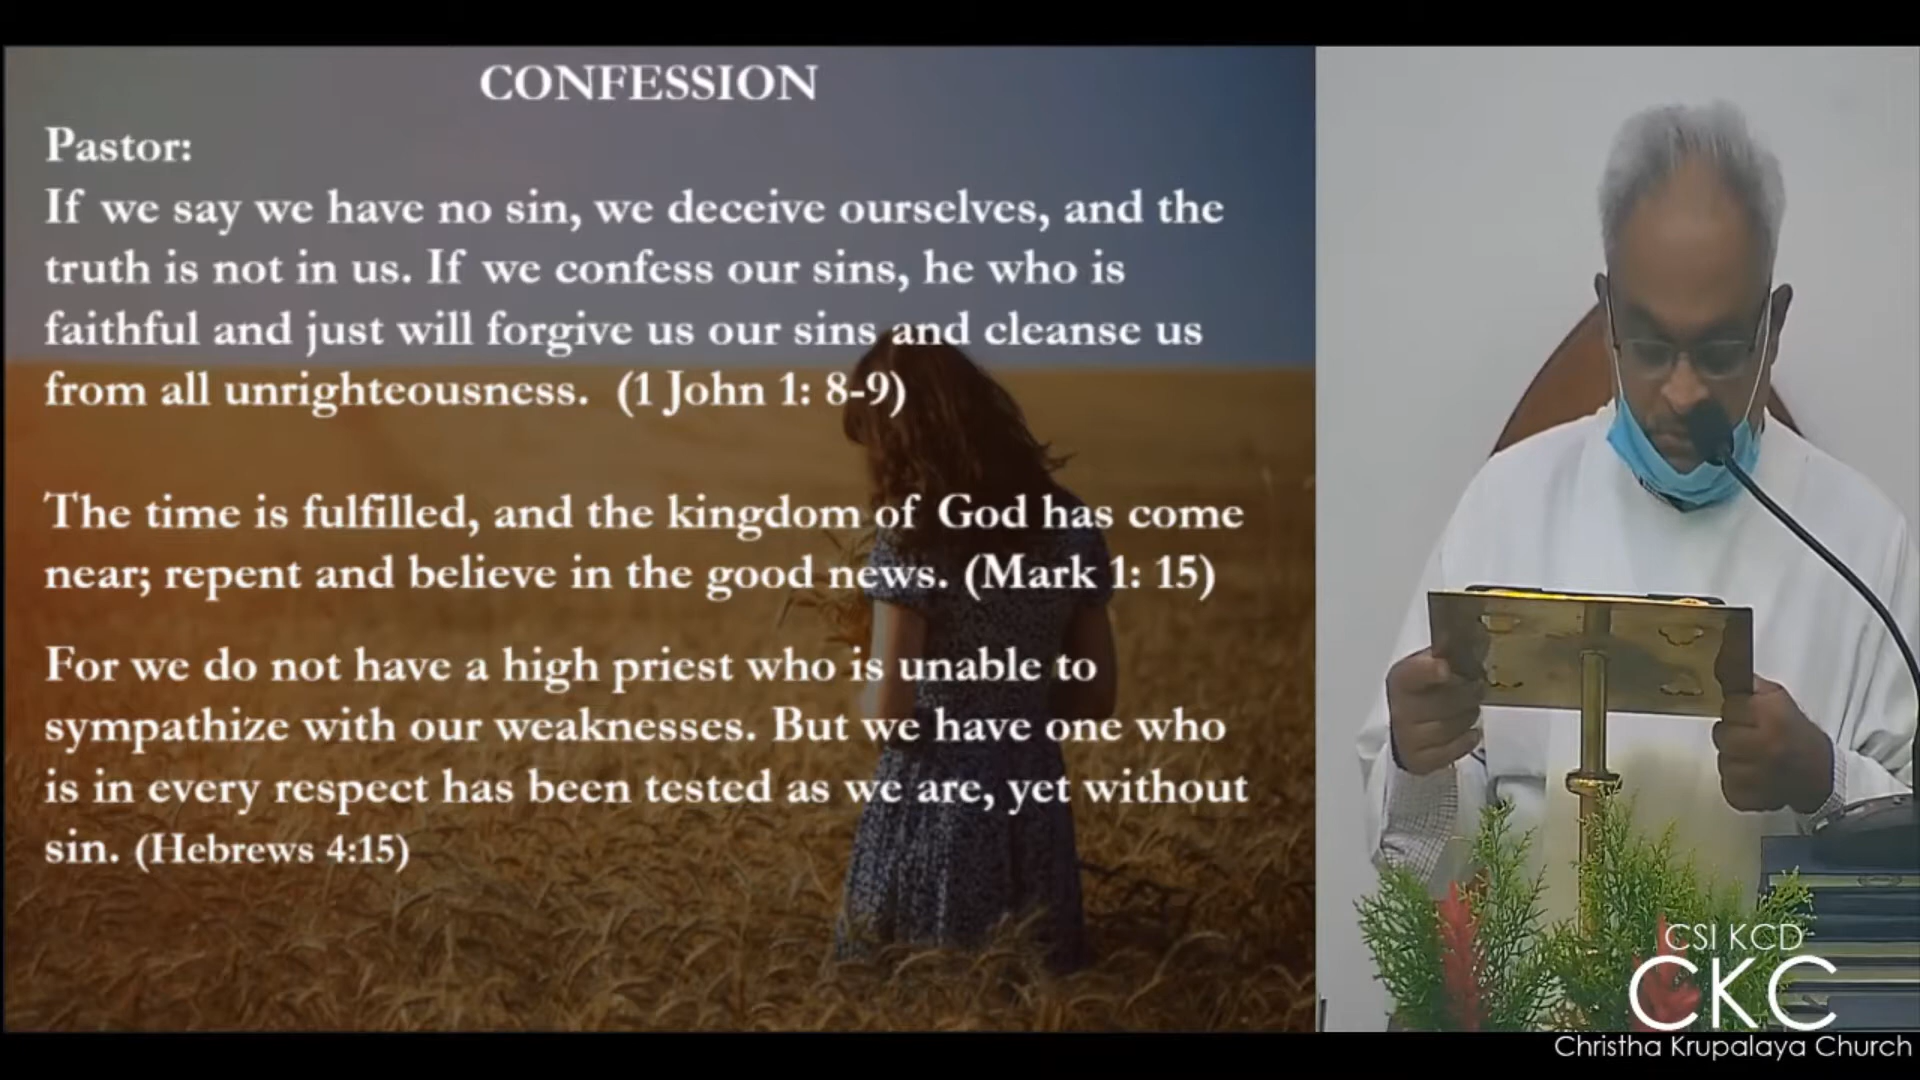 CONFESSION
Pastor:
If we say we have no sin, we deceive ourselves, and the
truth is not in us. If we confess our sins, he who is
faithful and just will forgive us our sins and cleanse us
from all unrighteousness. (1 John 1: 8-9)
The time is fulfilled, and the kingdom of God has come
near; repent and believe in the good news. (Mark 1: 15)
For we do not have a high priest who is unable to
sympathize with our weaknesses. But we have one who
is in every respect has been tested as we are, yet without
sin. (Hebrews 4:15)
CSI KCD
CKC
Christha Krupalaya Church